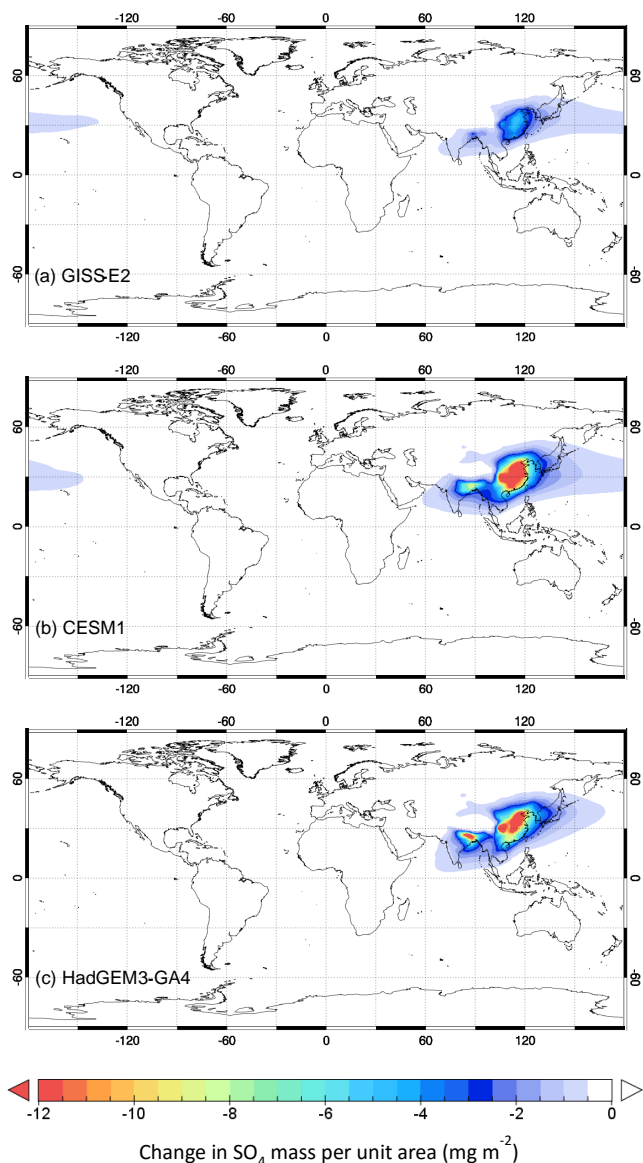 -120 -60 0 60 120
60 60
0 0
-60 -60
(a) GISS-E2
-120 -60 0 60 120
-120 -60 0 60 120
60 60
0 0
-60 -60
(b) CESM1
-120 -60 0 60 120
-120 -60 0 60 120
60 60
0 0
-60 -60
(c) HadGEM3-GA4
-120 -60 0 60 120
-12 -10 -8 -6 -4 -2 0
Change in SO₄ mass per unit area (mg m⁻²)